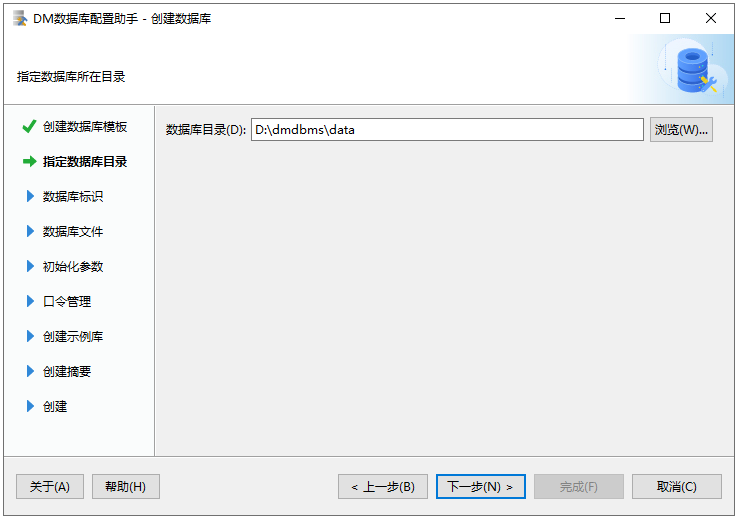 DM数据库配置助手 - 创建数据库
指定数据库所在目录
创建数据库模板
指定数据库目录
数据库标识
数据库文件
初始化参数
口令管理
创建示例库
创建摘要
创建
数据库目录(D): D:\dmdbms\data 浏览(W)...
关于(A) 帮助(H) < 上一步(B) 下一步(N) > 完成(F) 取消(C)